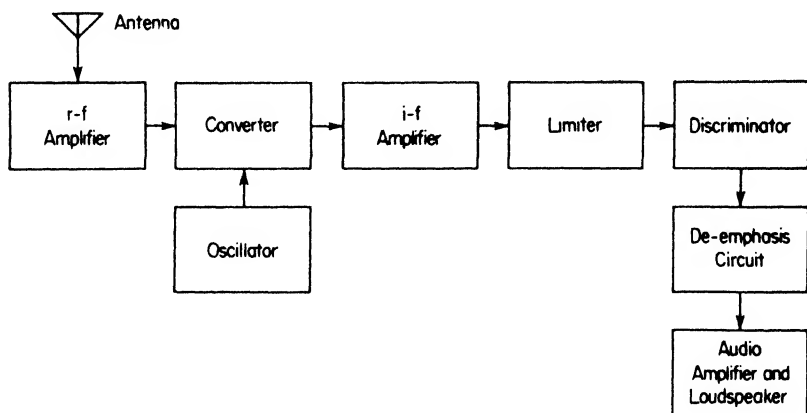 Antenna
r-f
Amplifier
Converter
i-f
Amplifier
Limiter
Discriminator
Oscillator
De-emphasis
Circuit
Audio
Amplifier and
Loudspeaker